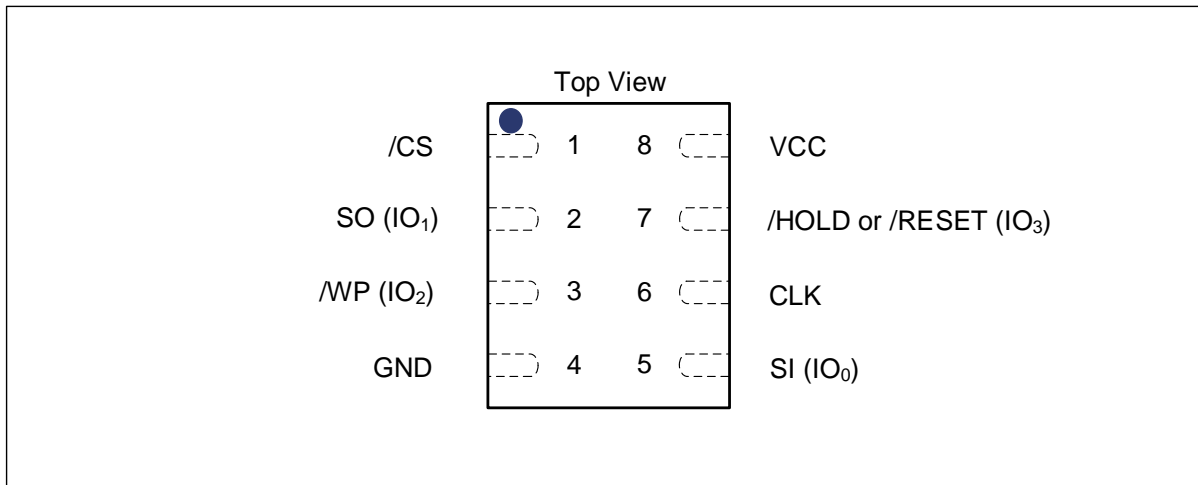 Top View
/CS 1 8 VCC
SO (IO₁) 2 7 /HOLD or /RESET (IO₃)
/WP (IO₂) 3 6 CLK
GND 4 5 SI (IO₀)